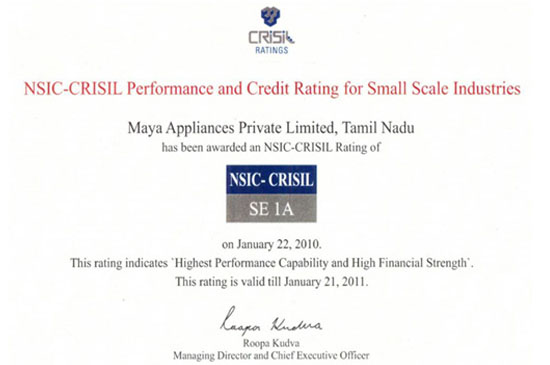 CRISIL
RATINGS
NSIC-CRISIL Performance and Credit Rating for Small Scale Industries
Maya Appliances Private Limited, Tamil Nadu
has been awarded an NSIC-CRISIL Rating of
NSIC- CRISIL
SE 1A
on January 22, 2010.
This rating indicates `Highest Performance Capability and High Financial Strength`.
This rating is valid till January 21, 2011.
Roopa Kudva
Roopa Kudva
Managing Director and Chief Executive Officer